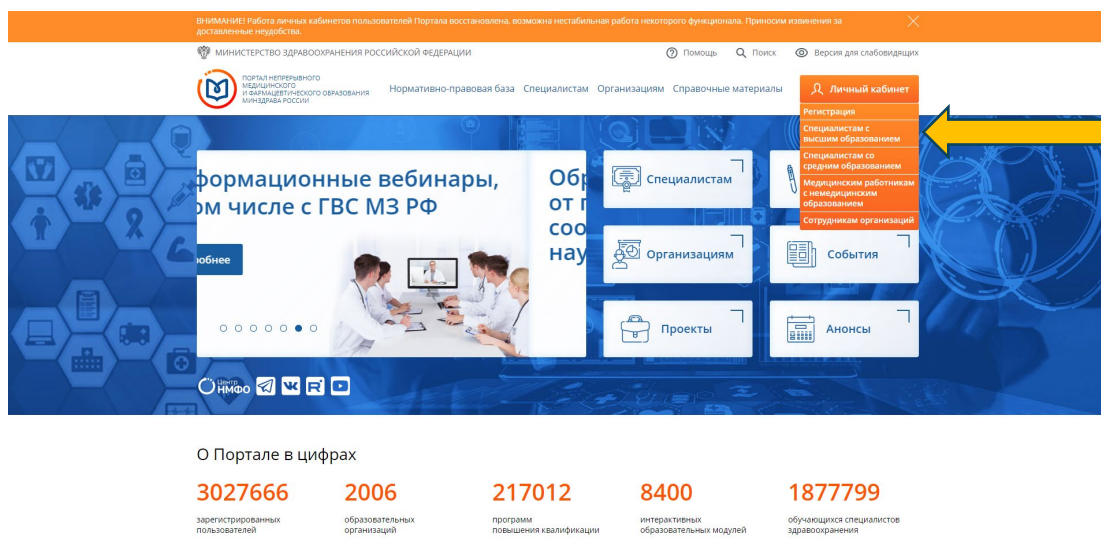 ВНИМАНИЕ! Работа личных кабинетов пользователей Портала восстановлена, возможна нестабильная работа некоторого функционала. Приносим извинения за
доставленные неудобства.
МИНИСТЕРСТВО ЗДРАВООХРАНЕНИЯ РОССИЙСКОЙ ФЕДЕРАЦИИ
Помощь
Поиск
Версия для слабовидящих
ПОРТАЛ НЕПРЕРЫВНОГО
МЕДИЦИНСКОГО
И ФАРМАЦЕВТИЧЕСКОГО ОБРАЗОВАНИЯ
МИНЗДРАВА РОССИИ
Нормативно-правовая база
Специалистам
Организациям
Справочные материалы
Личный кабинет
Регистрация
Специалистам с
высшим образованием
Специалистам со
средним образованием
Медицинским работникам
с немедицинским
образованием
Сотрудникам организаций
формационные вебинары,
ом числе с ГВС МЗ РФ
обнее
Об
от
соо
нау
Специалистам
Организациям
События
Проекты
Анонсы
Центр
НМФО
О Портале в цифрах
3027666
зарегистрированных
пользователей
2006
образовательных
организаций
217012
программ
повышения квалификации
8400
интерактивных
образовательных модулей
1877799
обучающихся специалистов
здравоохранения